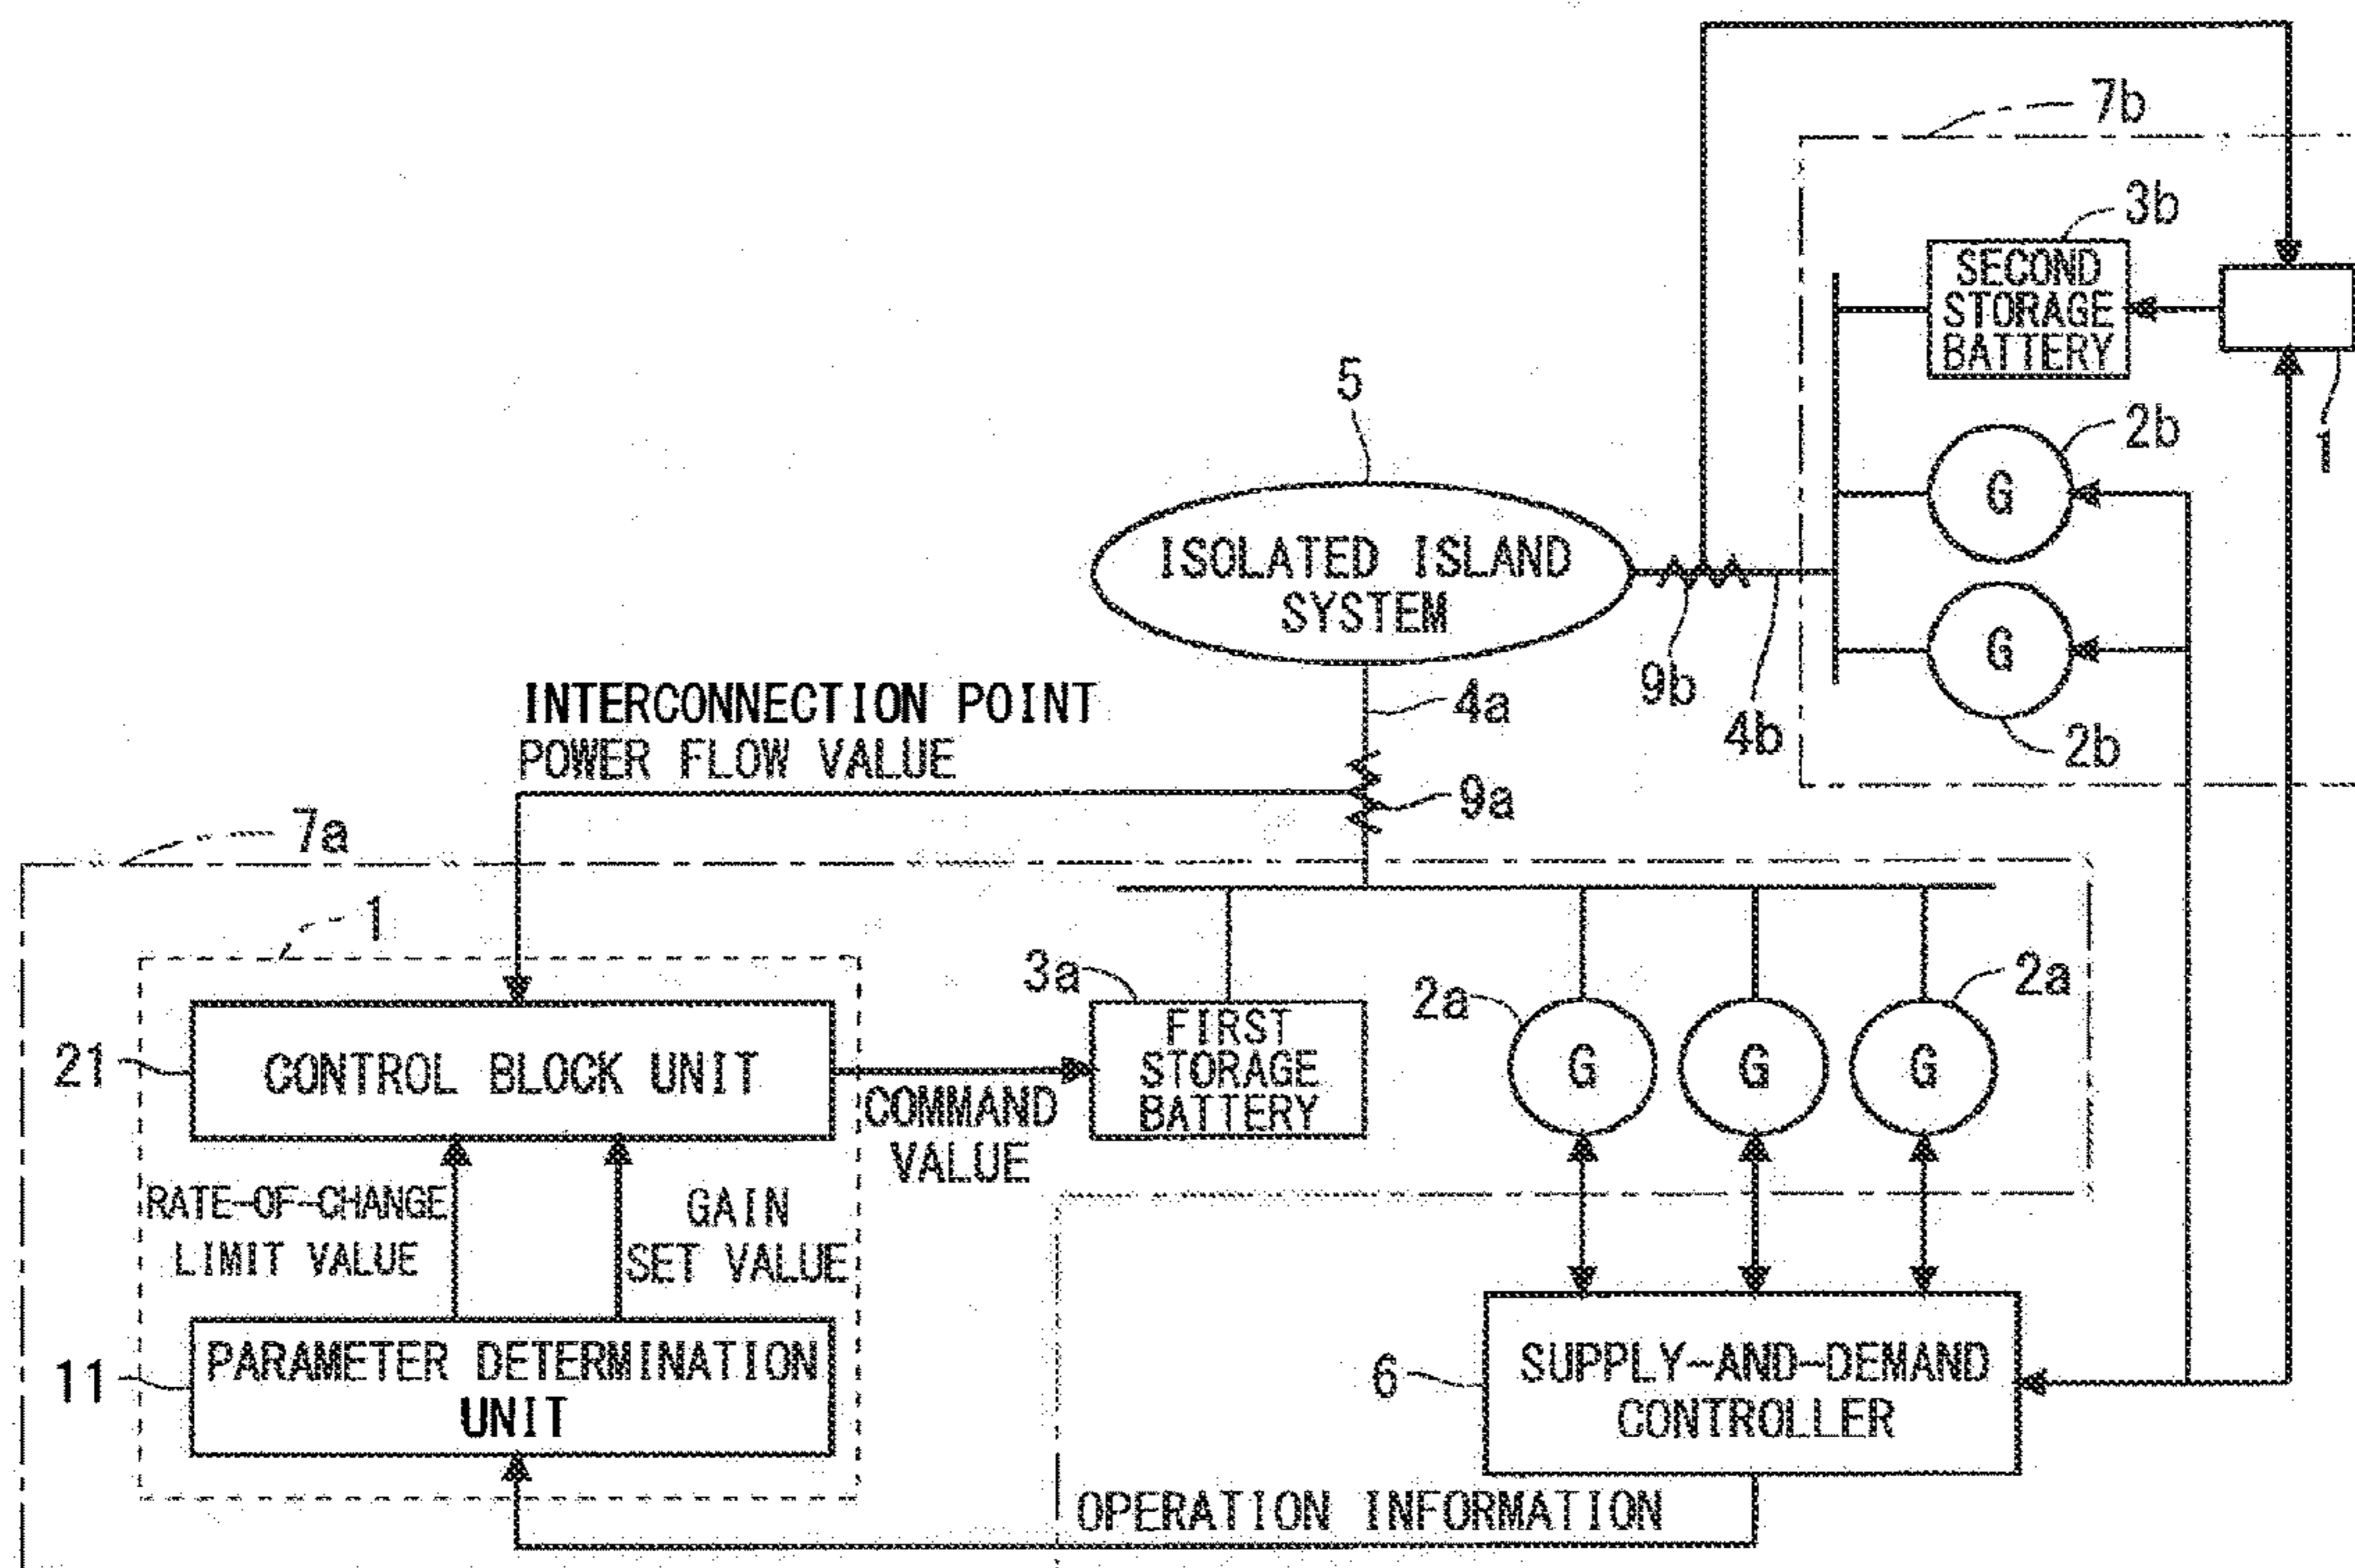 7b
3b
SECOND
STORAGE
BATTERY
1
2b
G
5
ISOLATED ISLAND
SYSTEM
G
9b
4b
2b
INTERCONNECTION POINT
POWER FLOW VALUE
4a
9a
7a
1
3a
2a
2a
21
CONTROL BLOCK UNIT
COMMAND
VALUE
FIRST
STORAGE
BATTERY
G
G
G
RATE-OF-CHANGE
LIMIT VALUE
GAIN
SET VALUE
11
PARAMETER DETERMINATION
UNIT
6
SUPPLY-AND-DEMAND
CONTROLLER
OPERATION INFORMATION